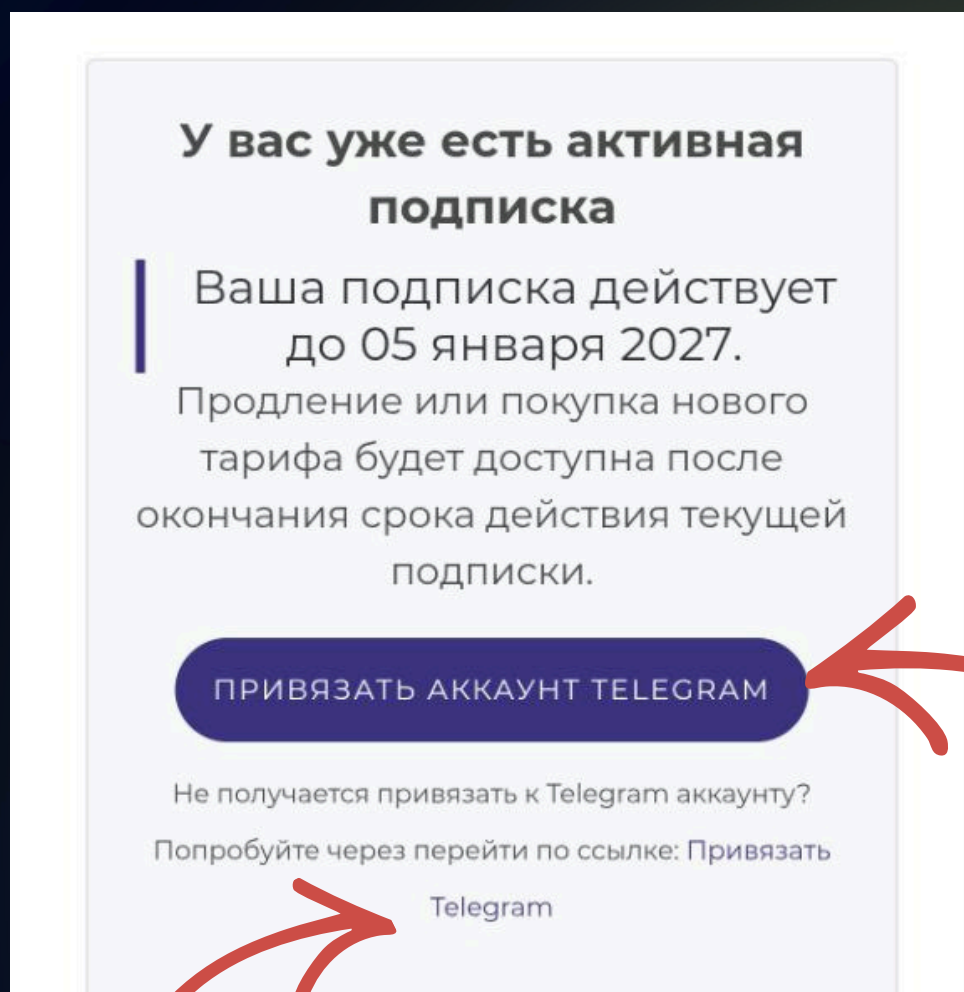 У вас уже есть активная
подписка
Ваша подписка действует
до 05 января 2027.
Продление или покупка нового
тарифа будет доступна после
окончания срока действия текущей
подписки.
ПРИВЯЗАТЬ АККАУНТ TELEGRAM
Не получается привязать к Telegram аккаунту?
Попробуйте через перейти по ссылке: Привязать
Telegram